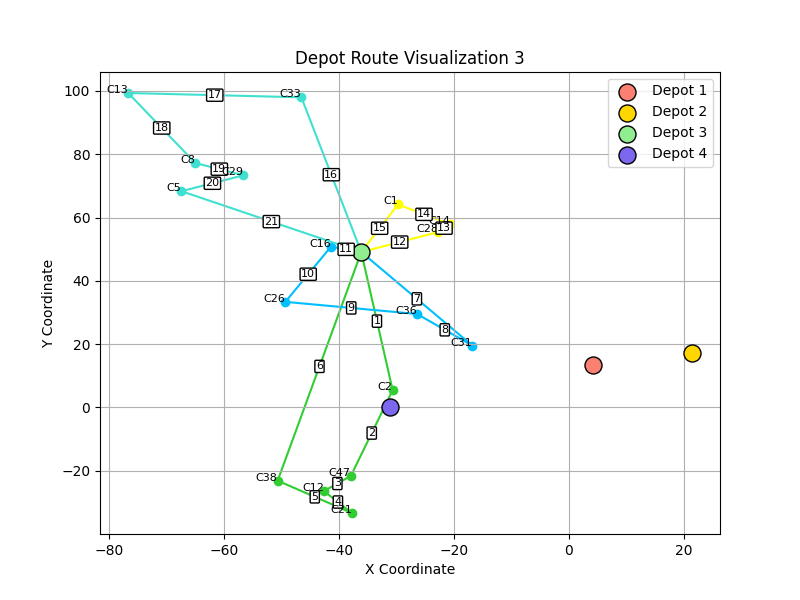 Depot Route Visualization 3
Depot 1
Depot 2
Depot 3
Depot 4
C13
17
C33
18
C8
19
C29
20
C5
16
21
C1
14
C14
15
C28
13
12
C16
11
10
C26
9
7
C36
8
C31
1
6
C2
2
C47
C38
3
C12
5
4
C21
100
80
60
40
20
0
−20
−80
−60
−40
−20
0
20
X Coordinate
Y Coordinate